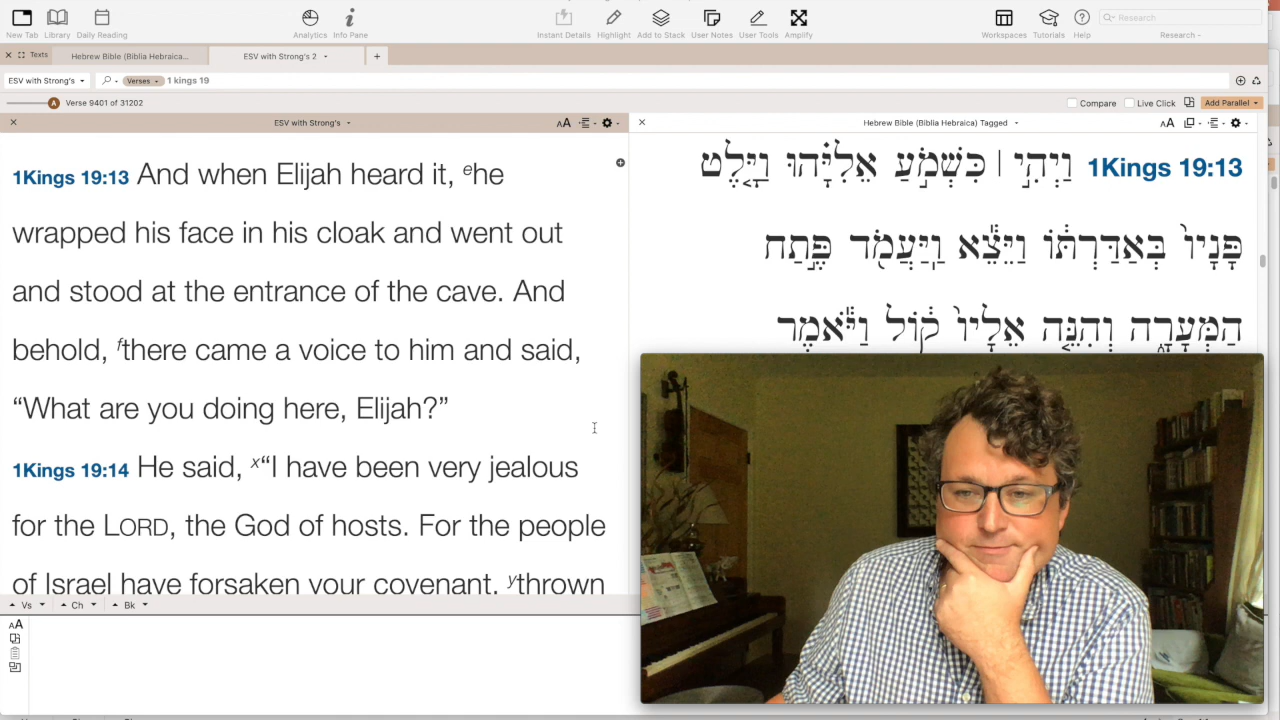 New Tab Library Daily Reading Analytics Info Pane Instant Details Highlight Add to Stack User Notes User Tools Amplify Workspaces Tutorials Help Research
Research -
× Texts Hebrew Bible (Biblia Hebraica... ESV with Strong's 2 +
ESV with Strong's Verses 1 kings 19
A Verse 9401 of 31202 Compare Live Click Add Parallel
× ESV with Strong's AA
1Kings 19:13 And when Elijah heard it, ehe
wrapped his face in his cloak and went out
and stood at the entrance of the cave. And
behold, fthere came a voice to him and said,
“What are you doing here, Elijah?”
1Kings 19:14 He said, x“I have been very jealous
for the LORD, the God of hosts. For the people
of Israel have forsaken your covenant, ythrown
Vs Ch Bk
AA
× Hebrew Bible (Biblia Hebraica) Tagged AA
1Kings 19:13 וַיְהִ֣י ׀ כִּשְׁמֹ֣עַ אֵלִיָּ֗הוּ וַיָּ֤לֶט
פָּנָיו֙ בְּאַדַּרְתּ֔וֹ וַיֵּצֵ֕א וַֽיַּעֲמֹ֖ד פֶּ֣תַח
הַמְּעָרָ֑ה וְהִנֵּ֤ה אֵלָיו֙ ק֔וֹל וַיֹּ֕אמֶר